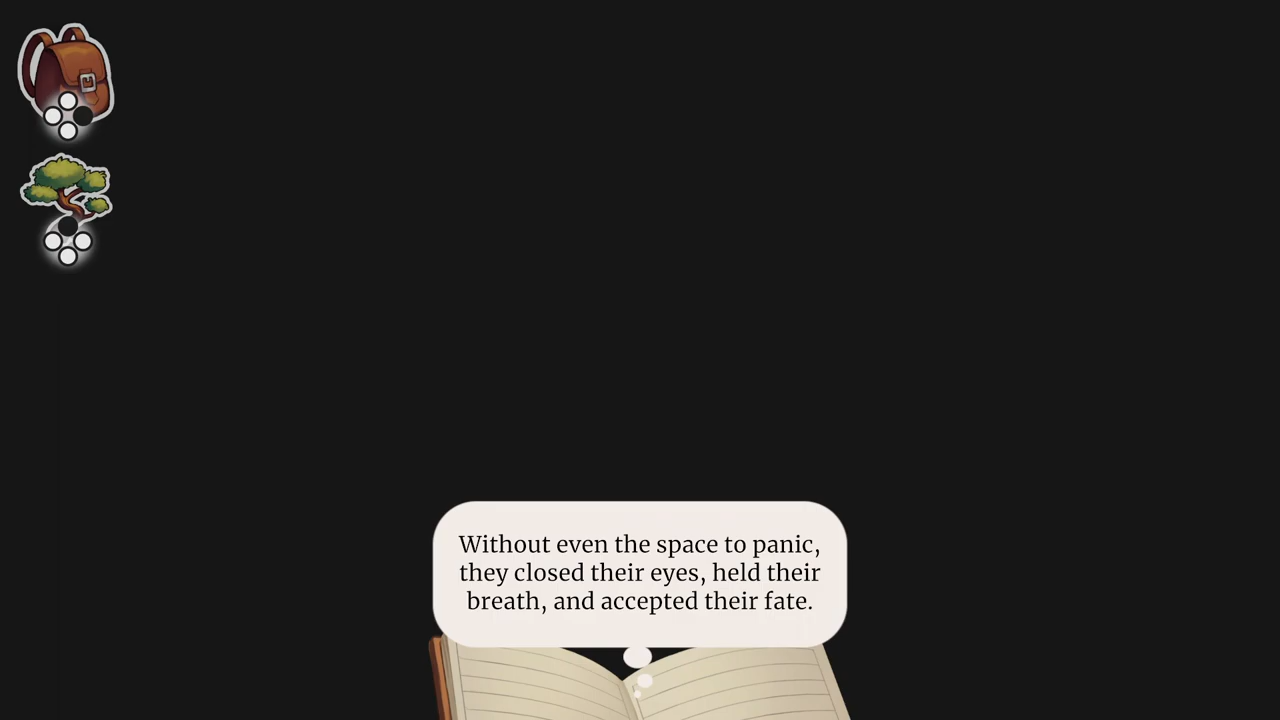 Without even the space to panic,
they closed their eyes, held their
breath, and accepted their fate.